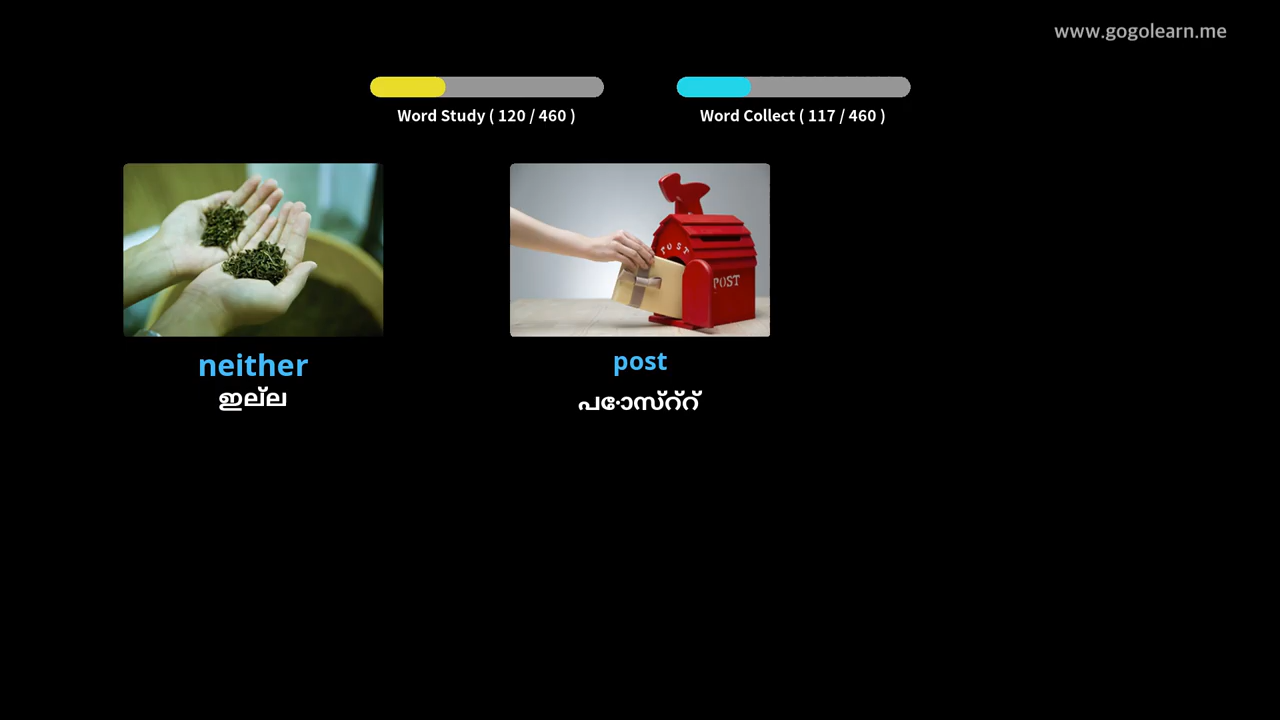 www.gogolearn.me
Word Study ( 120 / 460 )
Word Collect ( 117 / 460 )
POST
POST
neither
ഇല്ല
post
പോസ്റ്റ്